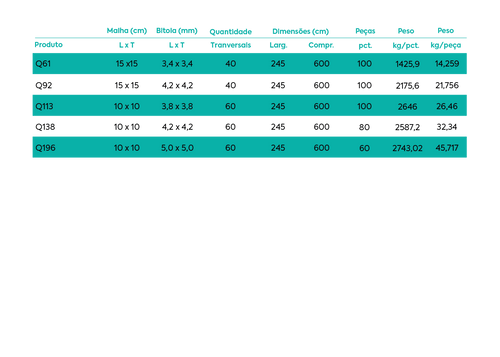 Malha (cm) Bitola (mm) Quantidade Dimensões (cm) Peças Peso Peso
Produto L x T L x T Tranversais Larg. Compr. pct. kg/pct. kg/peça
Q61 15 x15 3,4 x 3,4 40 245 600 100 1425,9 14,259
Q92 15 x 15 4,2 x 4,2 40 245 600 100 2175,6 21,756
Q113 10 x 10 3,8 x 3,8 60 245 600 100 2646 26,46
Q138 10 x 10 4,2 x 4,2 60 245 600 80 2587,2 32,34
Q196 10 x 10 5,0 x 5,0 60 245 600 60 2743,02 45,717